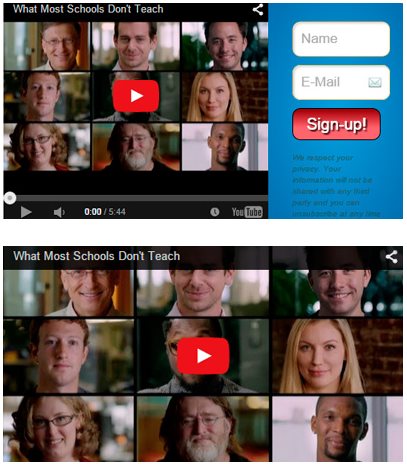 What Most Schools Don't Teach
Name
E-Mail
Sign-up!
We respect your
privacy. Your
information will not be
shared with any third
party and you can
unsubscribe at any time
0:00 / 5:44
YouTube
What Most Schools Don't Teach